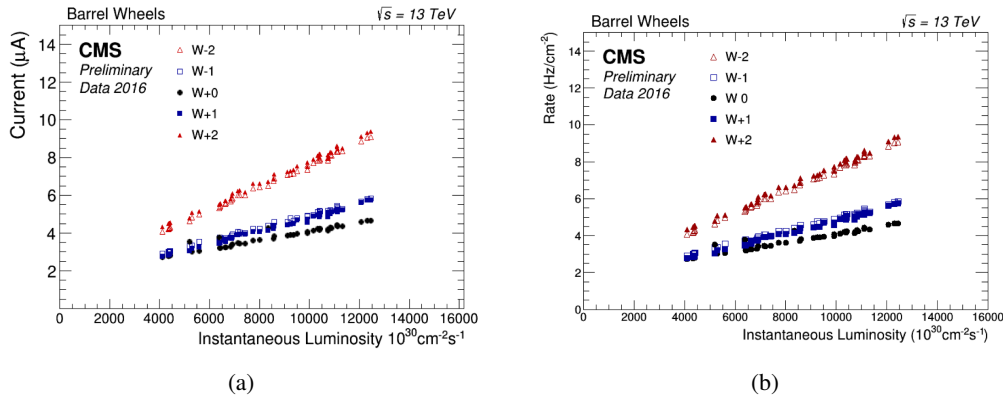 Barrel Wheels √s = 13 TeV
Current (μA)
CMS
Preliminary
Data 2016
W-2
W-1
W+0
W+1
W+2
14
12
10
8
6
4
2
0 2000 4000 6000 8000 10000 12000 14000 16000
Instantaneous Luminosity 10³⁰cm⁻²s⁻¹
(a)
Barrel Wheels √s = 13 TeV
Rate (Hz/cm⁻²)
CMS
Preliminary
Data 2016
W-2
W-1
W 0
W+1
W+2
14
12
10
8
6
4
2
0
0 2000 4000 6000 8000 10000 12000 14000 16000
Instantaneous Luminosity (10³⁰cm⁻²s⁻¹)
(b)